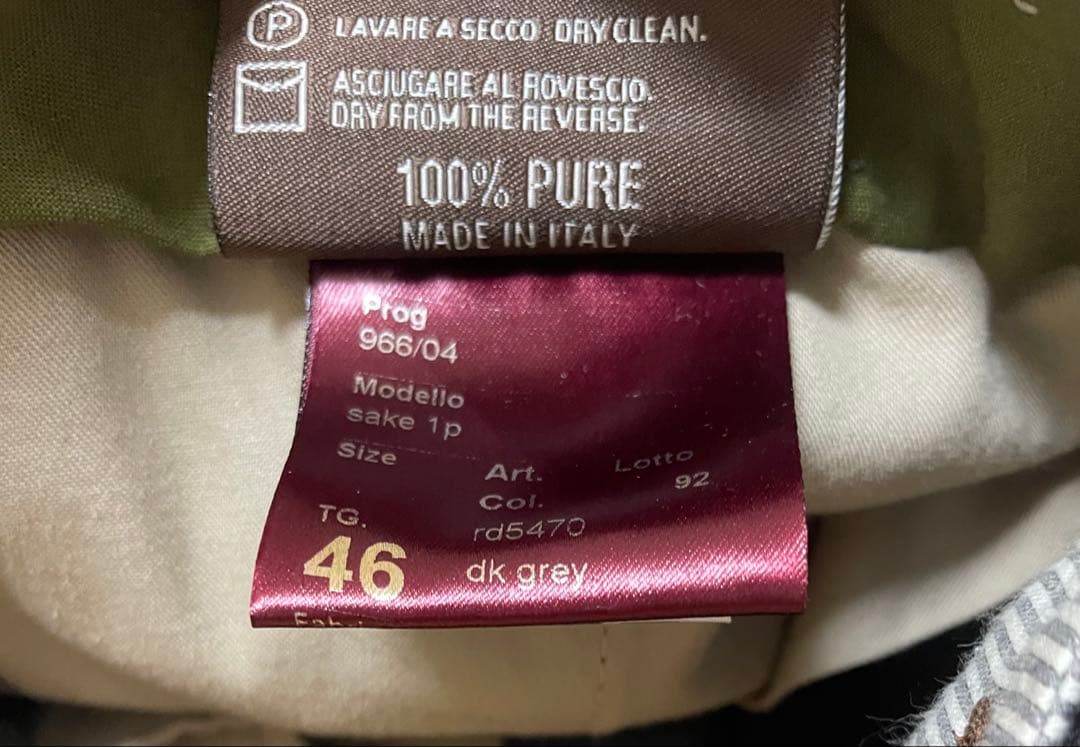 P LAVARE A SECCO DRY CLEAN.
ASCIUGARE AL ROVESCIO.
DRY FROM THE REVERSE.
100% PURE
MADE IN ITALY
Prog
966/04
Modello
sake 1p
Size
Art.
Lotto
92
Col.
TG.
rd5470
46
dk grey